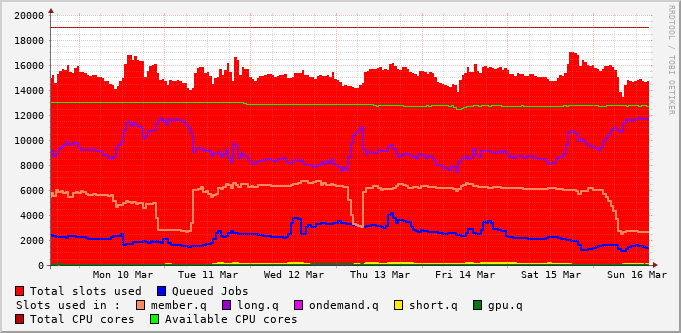 20000
18000
16000
14000
12000
10000
8000
6000
4000
2000
0
Mon 10 Mar Tue 11 Mar Wed 12 Mar Thu 13 Mar Fri 14 Mar Sat 15 Mar Sun 16 Mar
RRDTOOL / TOBI OETIKER
Total slots used Queued Jobs
Slots used in : member.q long.q ondemand.q short.q gpu.q
Total CPU cores Available CPU cores